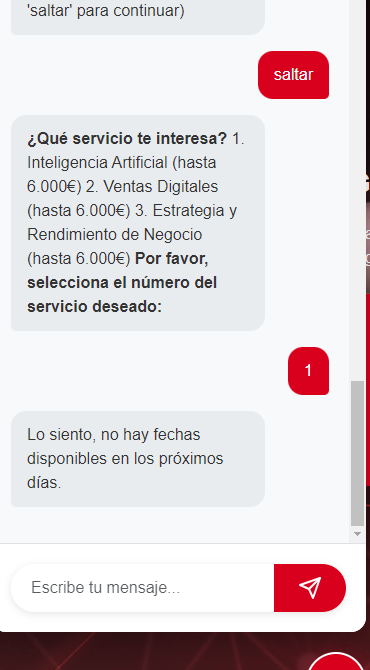 'saltar' para continuar)
saltar
¿Qué servicio te interesa? 1.
Inteligencia Artificial (hasta
6.000€) 2. Ventas Digitales
(hasta 6.000€) 3. Estrategia y
Rendimiento de Negocio
(hasta 6.000€) Por favor,
selecciona el número del
servicio deseado:
1
Lo siento, no hay fechas
disponibles en los próximos
días.
Escribe tu mensaje...